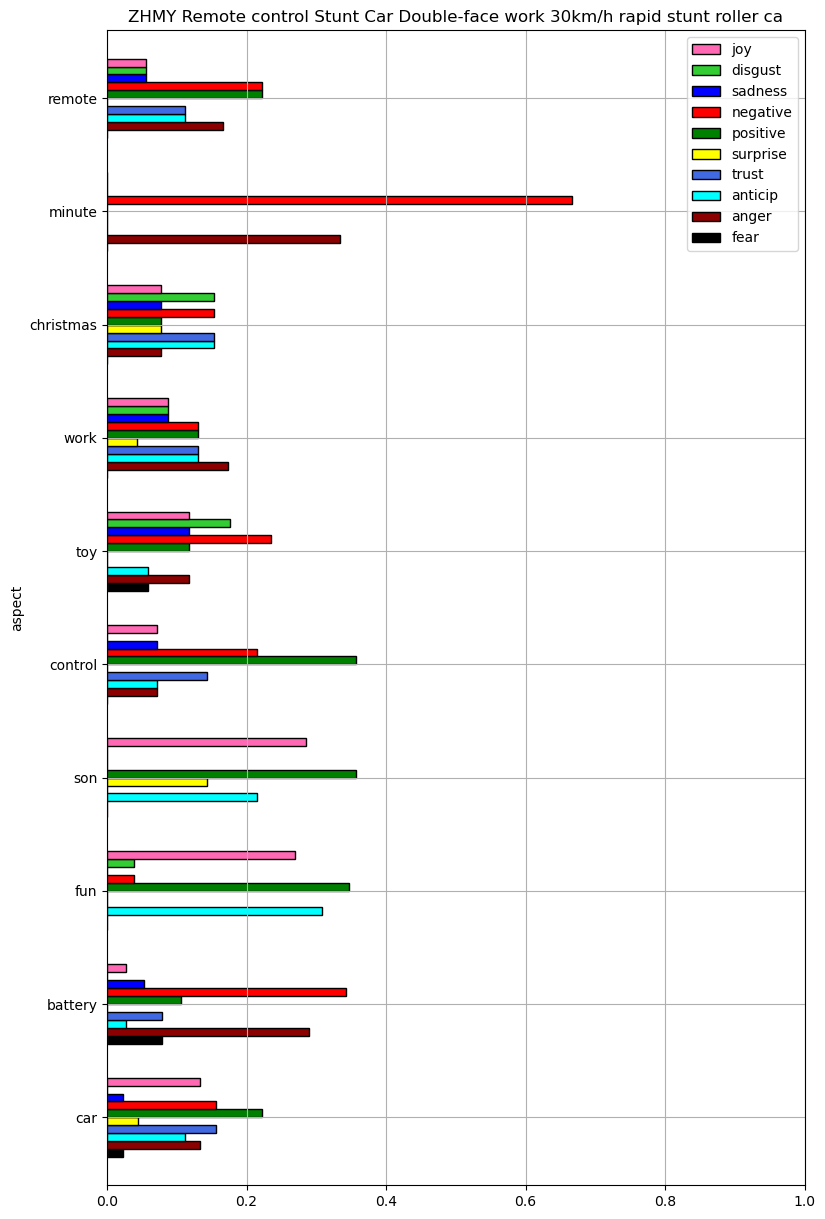 ZHMY Remote control Stunt Car Double-face work 30km/h rapid stunt roller ca
joy
disgust
sadness
negative
positive
surprise
trust
anticip
anger
fear
remote
minute
christmas
work
toy
control
son
fun
battery
car
aspect
0.0 0.2 0.4 0.6 0.8 1.0